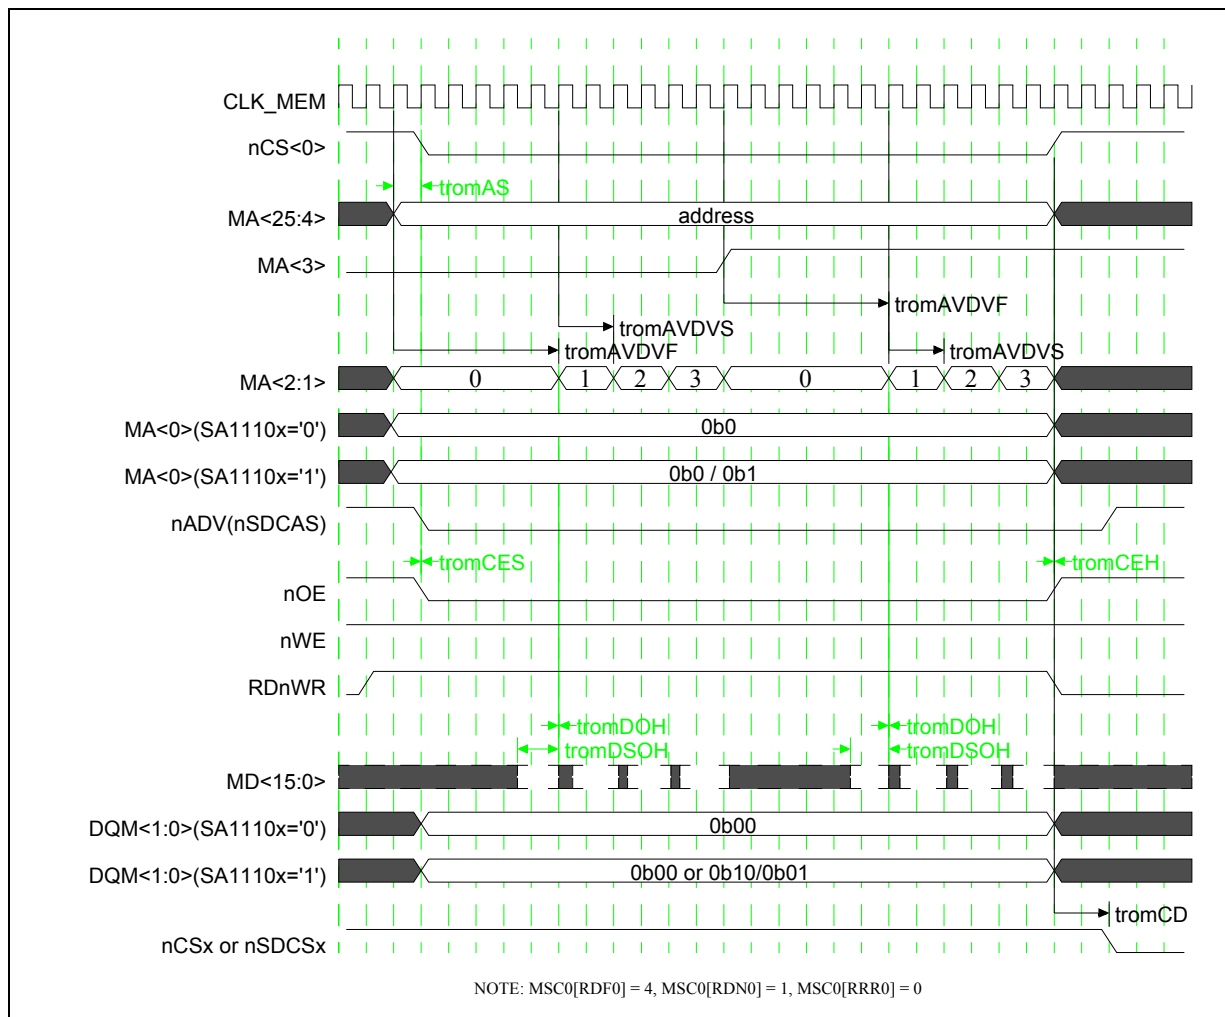 CLK_MEM
nCS<0>
tromAS
MA<25:4>
address
MA<3>
tromAVDVF
tromAVDVS
tromAVDVF
tromAVDVS
MA<2:1>
0 1 2 3 0 1 2 3
MA<0>(SA1110x='0')
0b0
MA<0>(SA1110x='1')
0b0 / 0b1
nADV(nSDCAS)
tromCES
tromCEH
nOE
nWE
RDnWR
tromDOH
tromDOH
tromDSOH
tromDSOH
MD<15:0>
DQM<1:0>(SA1110x='0')
0b00
DQM<1:0>(SA1110x='1')
0b00 or 0b10/0b01
tromCD
nCSx or nSDCSx
NOTE: MSC0[RDF0] = 4, MSC0[RDN0] = 1, MSC0[RRR0] = 0